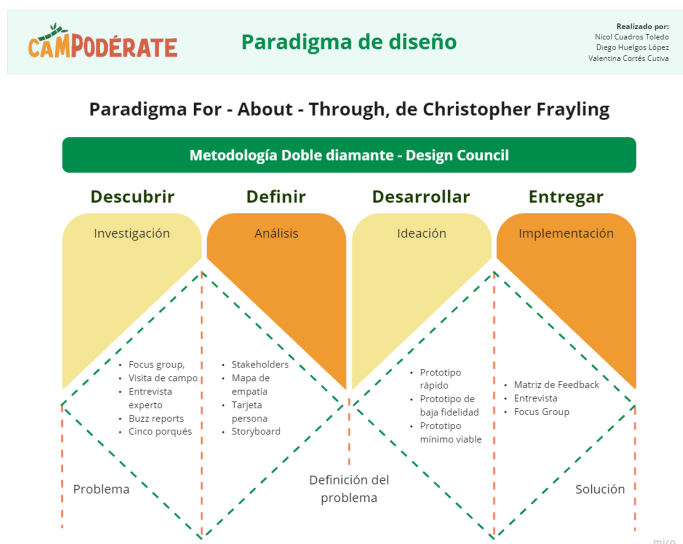 CAMPODÉRATE
Paradigma de diseño
Realizado por:
Nicol Cuadros Toledo
Diego Huelgos López
Valentina Cortés Cutiva
Paradigma For - About - Through, de Christopher Frayling
Metodología Doble diamante - Design Council
Descubrir
Definir
Desarrollar
Entregar
Investigación
Análisis
Ideación
Implementación
• Focus group,
• Visita de campo
• Entrevista
experto
• Buzz reports
• Cinco porqués
• Stakeholders
• Mapa de
empatía
• Tarjeta
persona
• Storyboard
• Prototipo
rápido
• Prototipo de
baja fidelidad
• Prototipo
mínimo viable
• Matriz de Feedback
• Entrevista
• Focus Group
Problema
Definición del
problema
Solución
miro